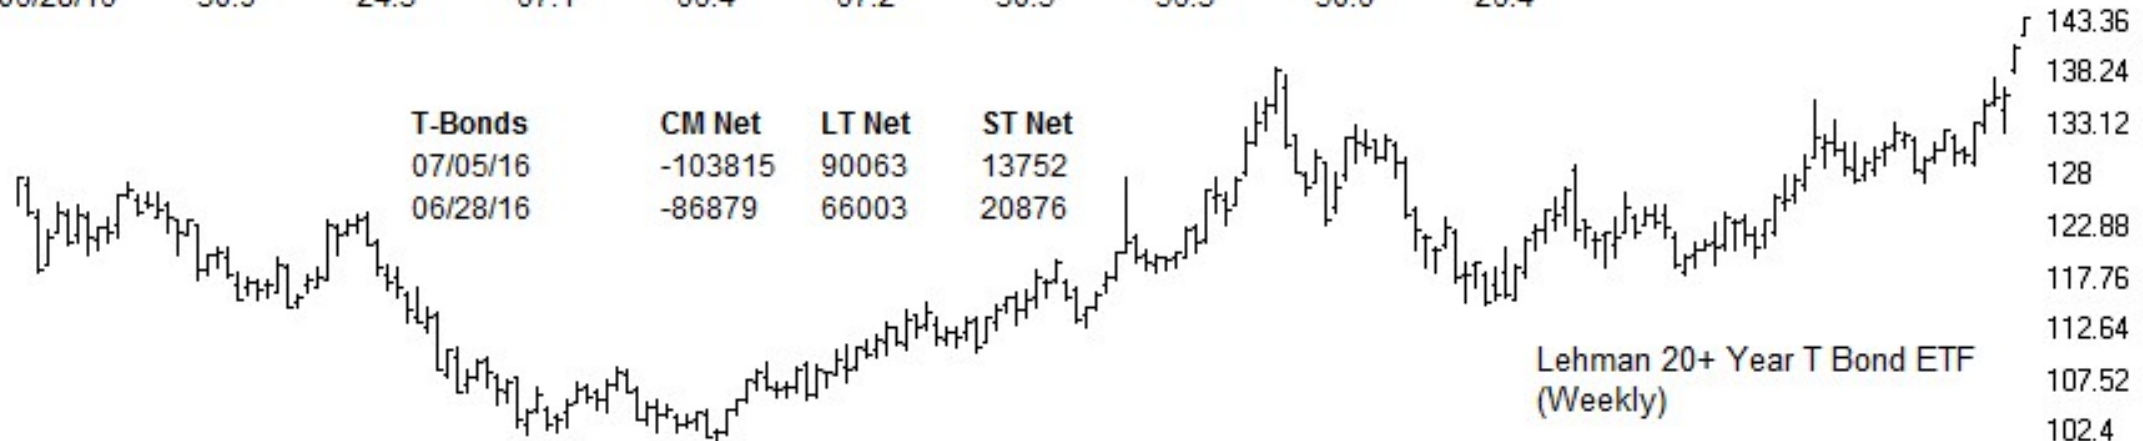 143.36
138.24
T-Bonds CM Net LT Net ST Net
133.12
07/05/16 -103815 90063 13752
128
06/28/16 -86879 66003 20876
122.88
117.76
112.64
Lehman 20+ Year T Bond ETF
107.52
(Weekly)
102.4